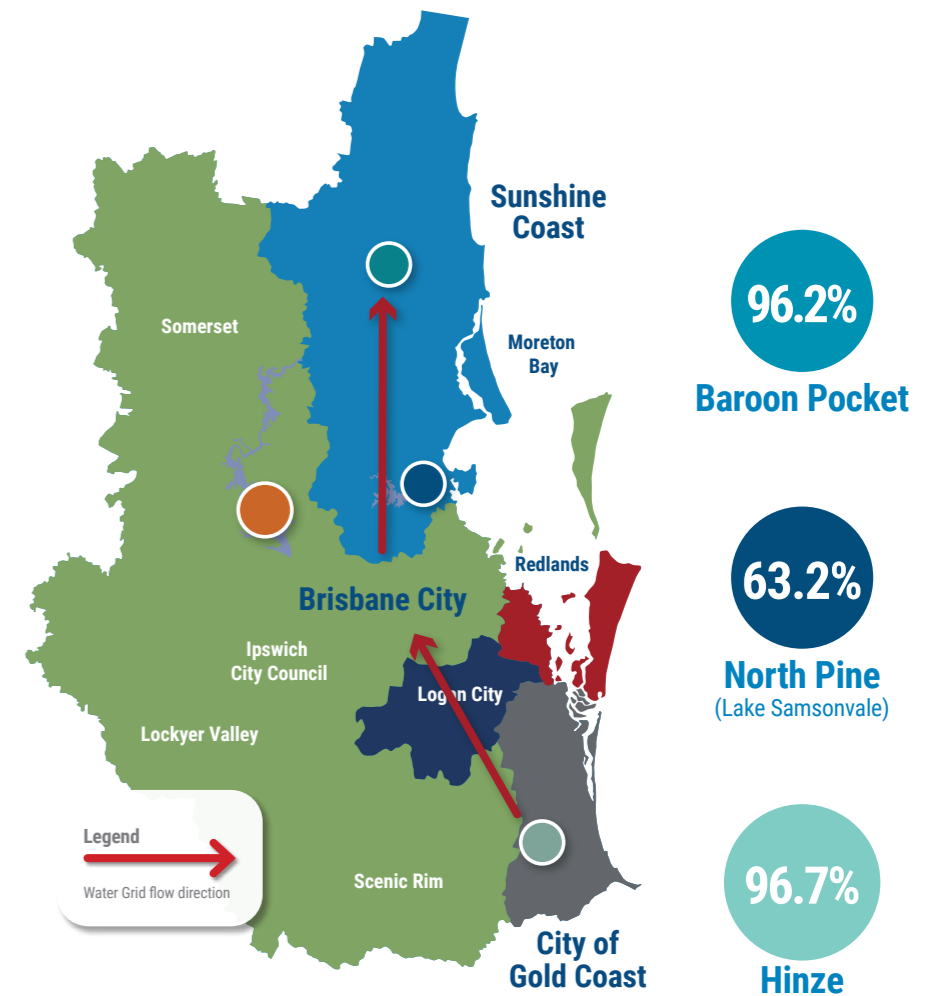 Sunshine
Coast
Somerset
Moreton
Bay
Redlands
Brisbane City
Ipswich
City Council
Logan City
Lockyer Valley
Legend
Water Grid flow direction
Scenic Rim
City of
Gold Coast
96.2%
Baroon Pocket
63.2%
North Pine
(Lake Samsonvale)
96.7%
Hinze